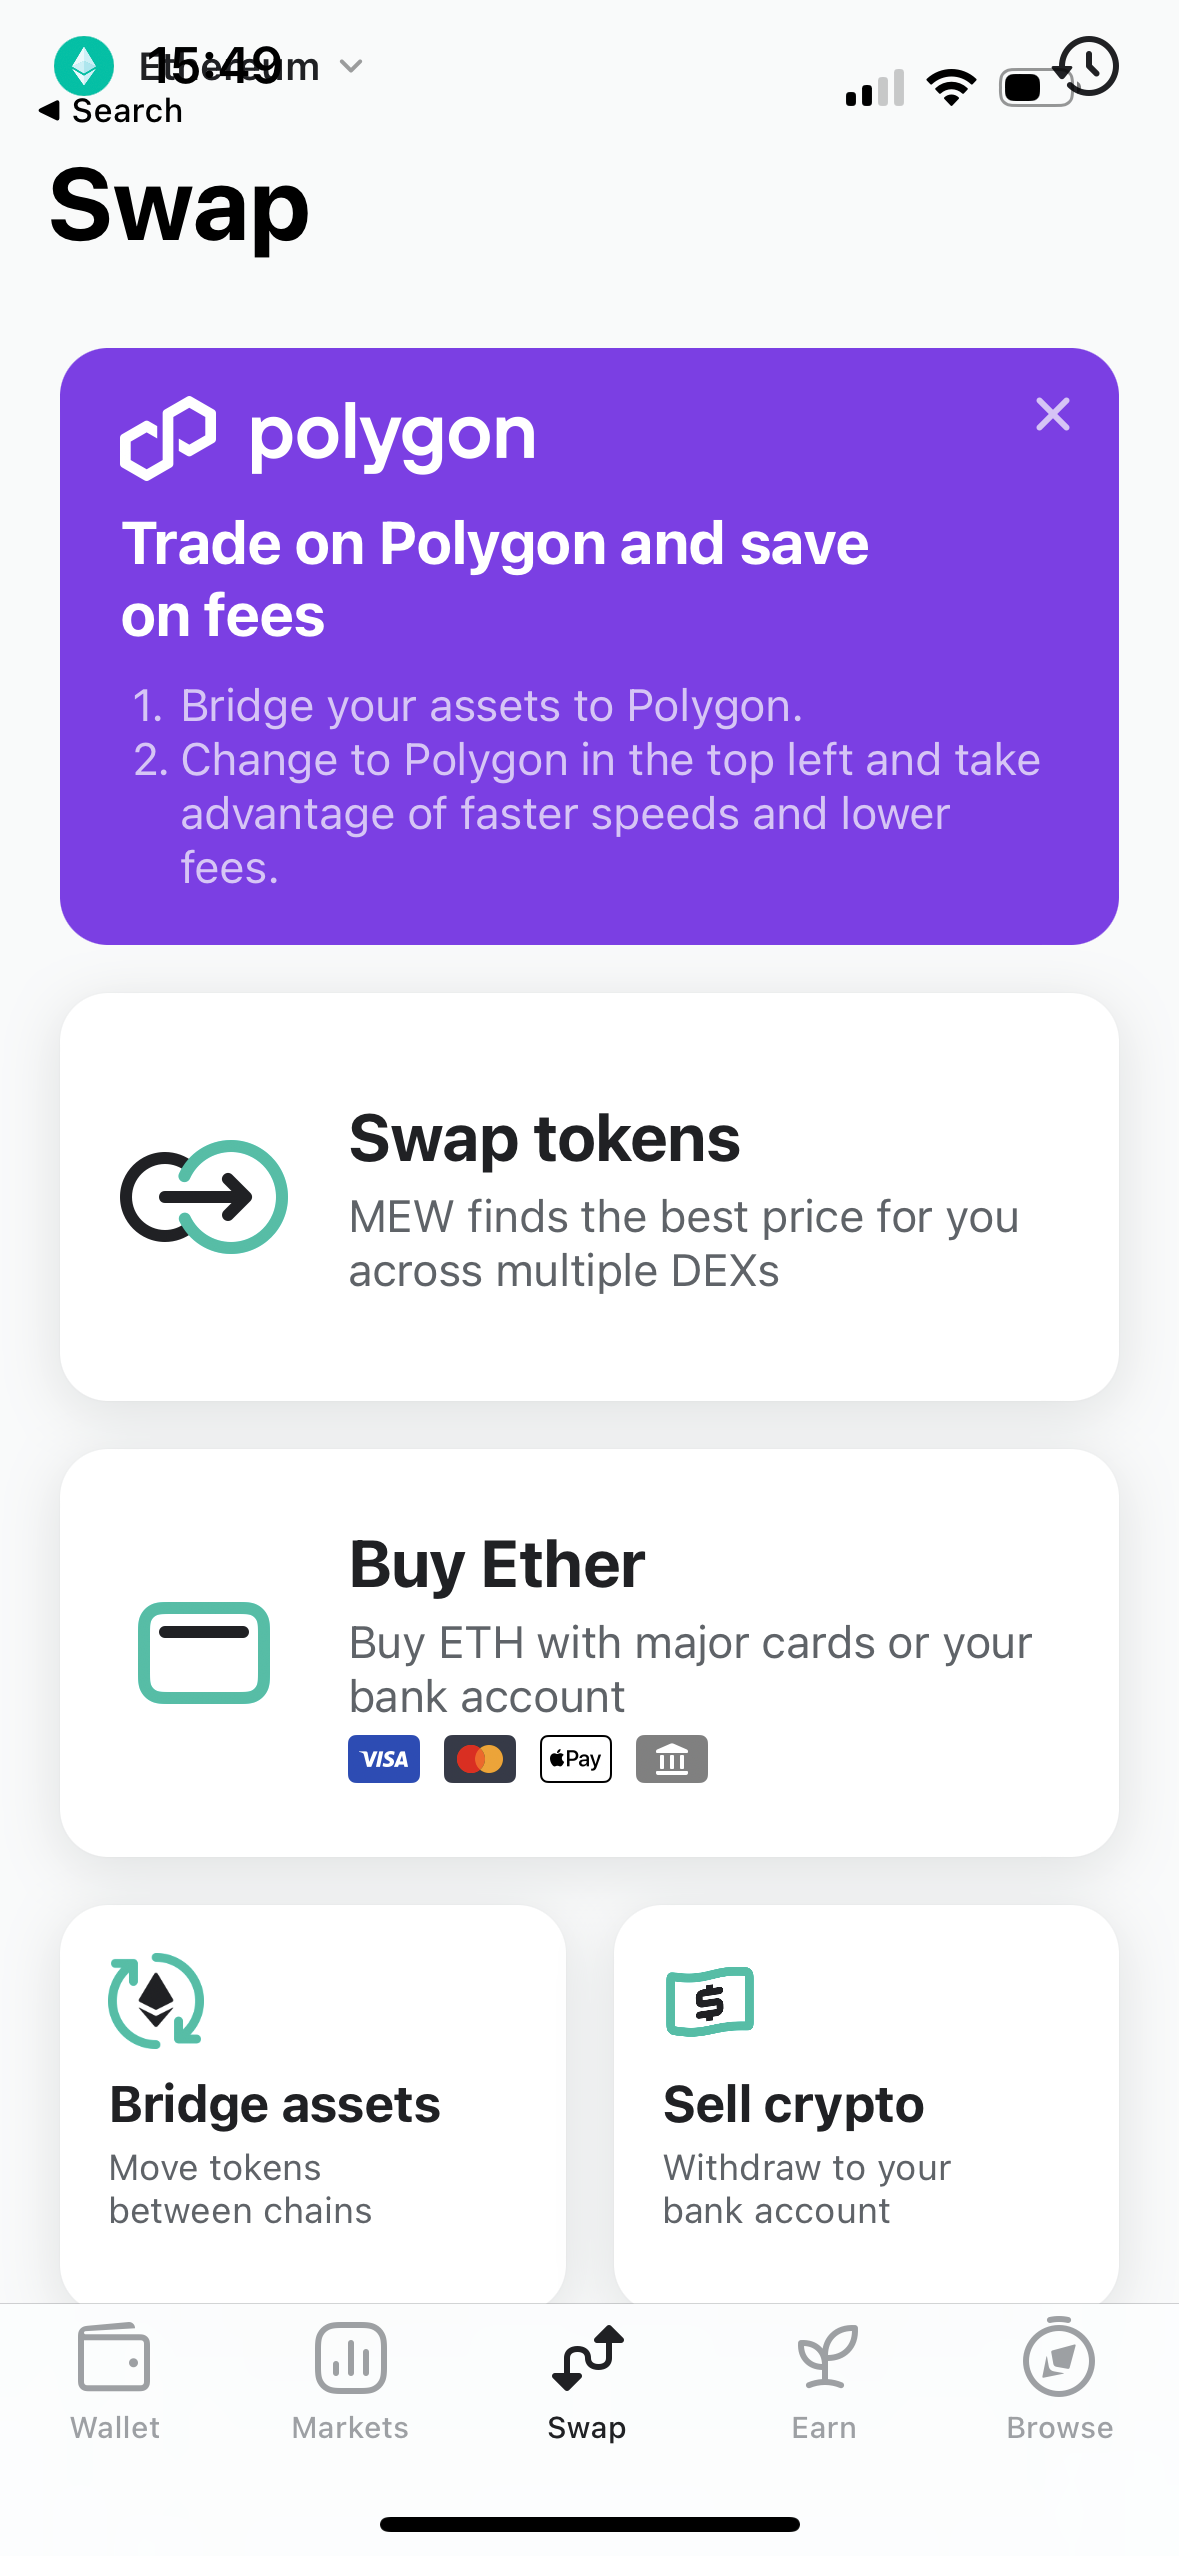 Ethereum
15:49
Search
Swap
polygon
Trade on Polygon and save
on fees
1. Bridge your assets to Polygon.
2. Change to Polygon in the top left and take
advantage of faster speeds and lower
fees.
Swap tokens
MEW finds the best price for you
across multiple DEXs
Buy Ether
Buy ETH with major cards or your
bank account
VISA Pay
Bridge assets
Move tokens
between chains
Sell crypto
Withdraw to your
bank account
Wallet Markets Swap Earn Browse